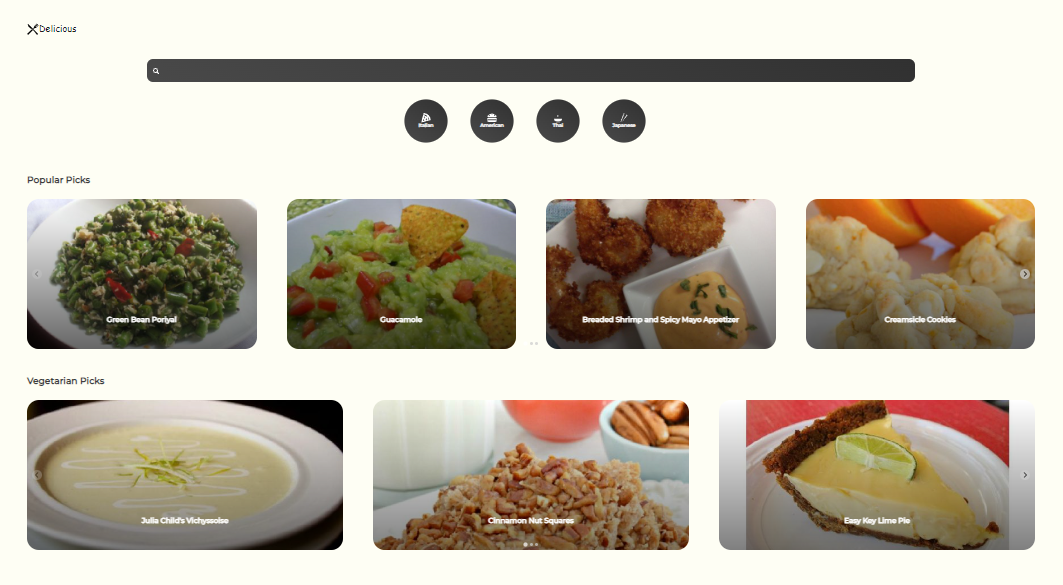 Delicious
Italian
American
Thai
Japanese
Popular Picks
Green Bean Poriyal
Guacamole
Breaded Shrimp and Spicy Mayo Appetizer
Creamsicle Cookies
Vegetarian Picks
Julia Child's Vichyssoise
Cinnamon Nut Squares
Easy Key Lime Pie